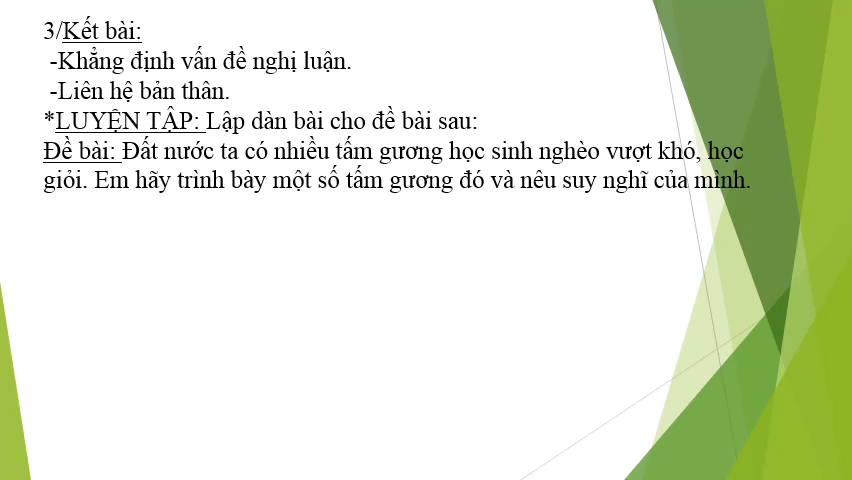 3/Kết bài:
-Khẳng định vấn đề nghị luận.
-Liên hệ bản thân.
*LUYỆN TẬP: Lập dàn bài cho đề bài sau:
Đề bài: Đất nước ta có nhiều tấm gương học sinh nghèo vượt khó, học
giỏi. Em hãy trình bày một số tấm gương đó và nêu suy nghĩ của mình.